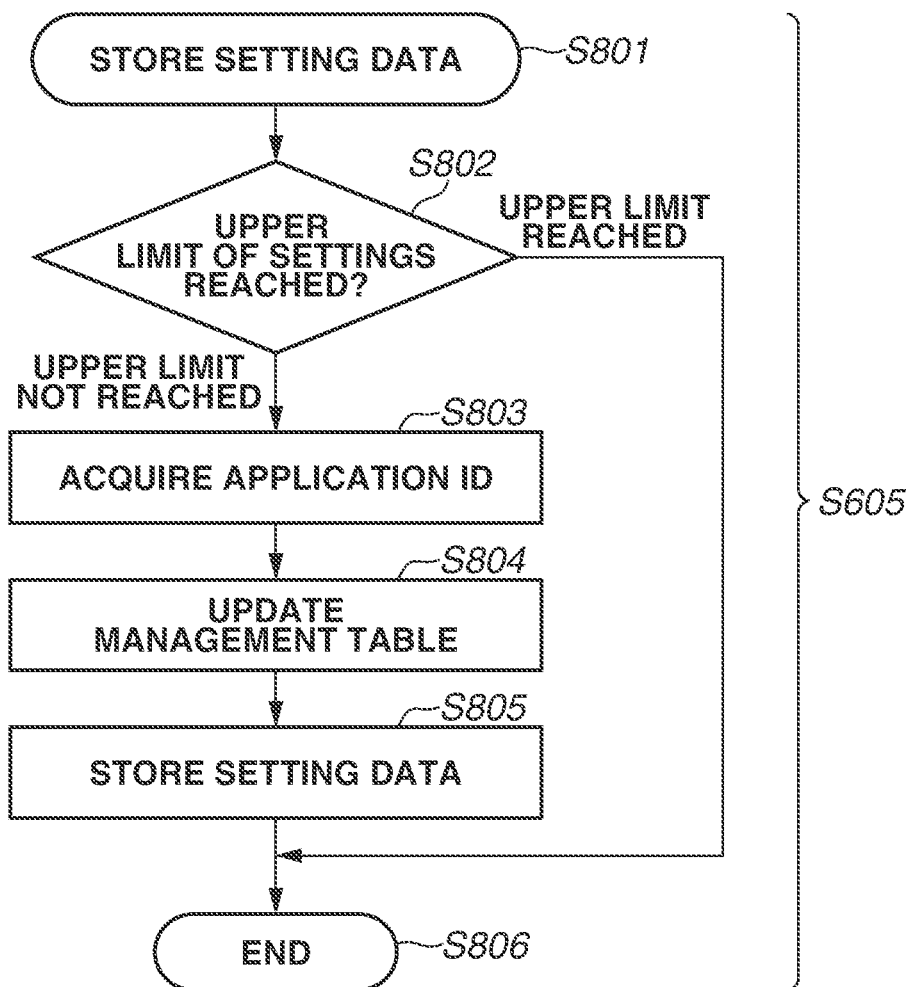 STORE SETTING DATA
S801
S802
UPPER
LIMIT OF SETTINGS
REACHED?
UPPER LIMIT
REACHED
UPPER LIMIT
NOT REACHED
S803
ACQUIRE APPLICATION ID
S605
S804
UPDATE
MANAGEMENT TABLE
S805
STORE SETTING DATA
END
S806